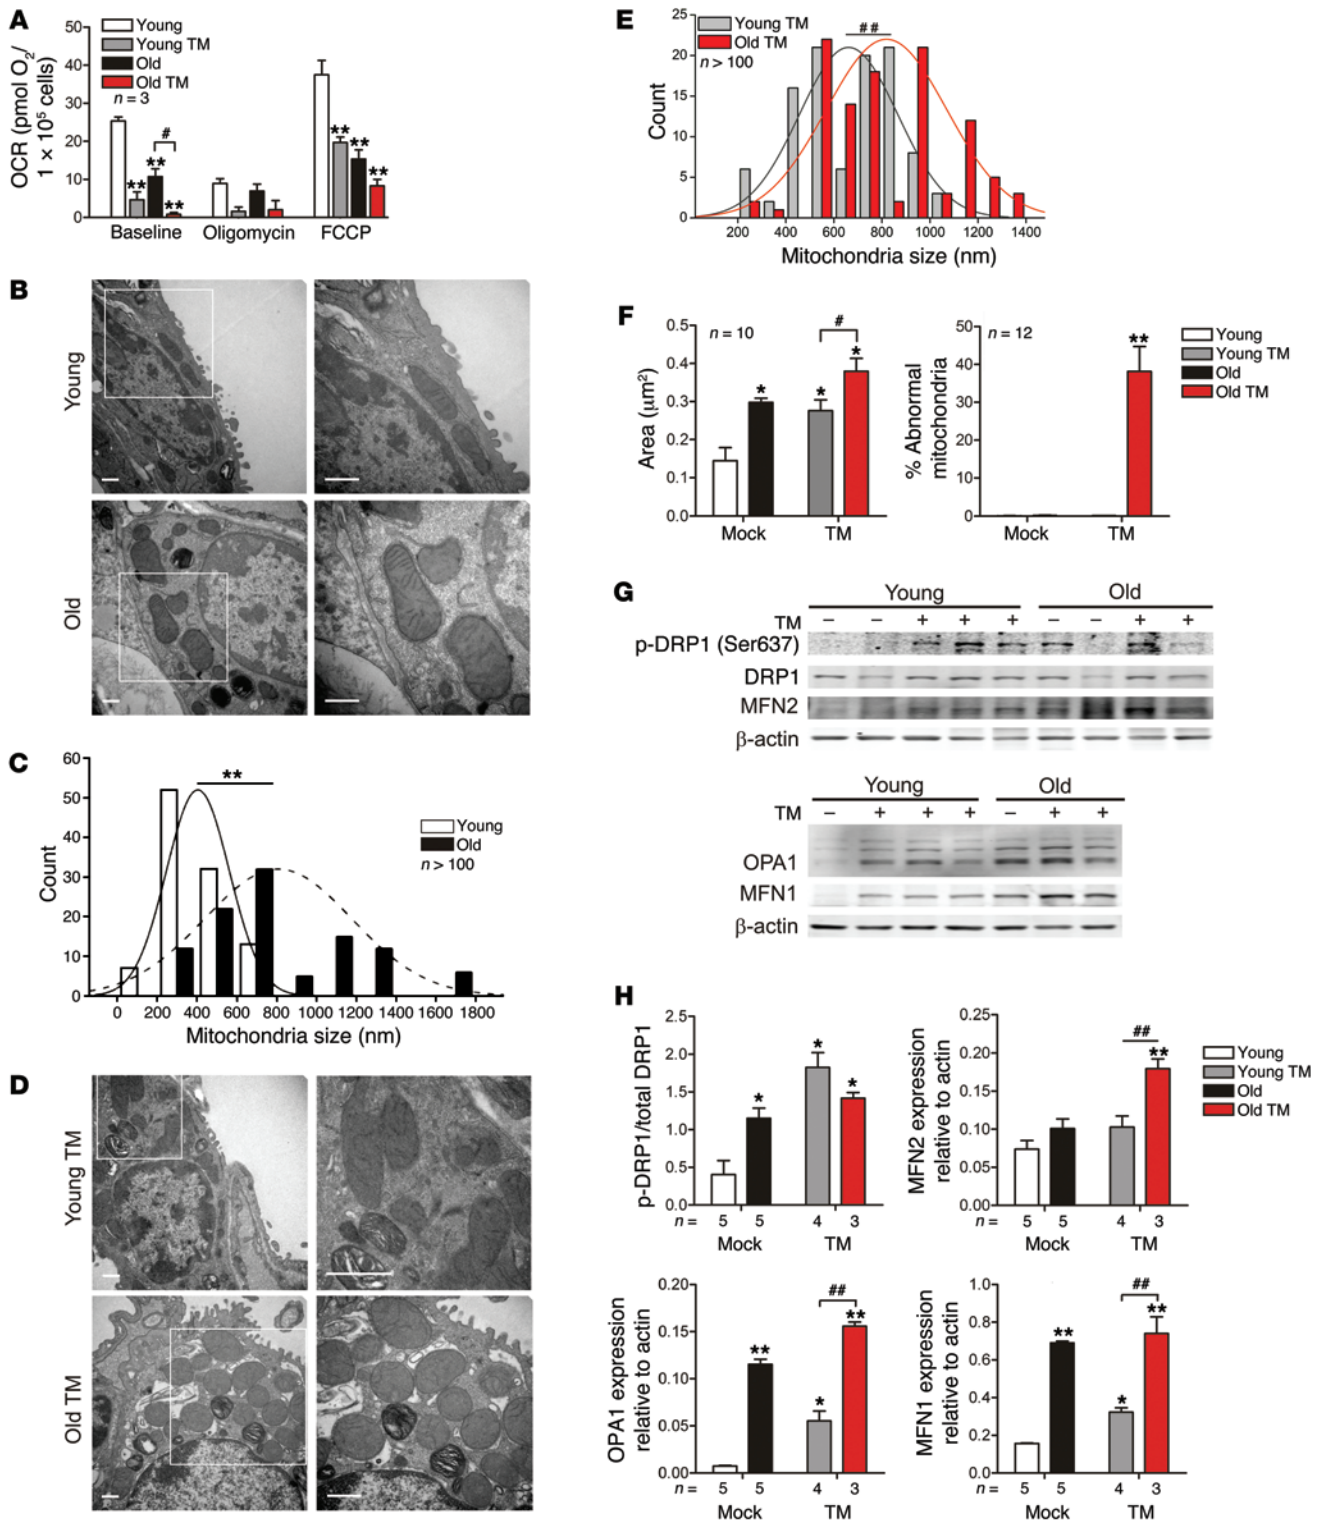 A
OCR (pmol O2/
1 × 10⁵ cells)
50
40
30
20
10
0
Young
Young TM
Old
Old TM
n = 3
#
**
**
**
**
**
**
Baseline
Oligomycin
FCCP
B
Young
Old
C
Count
60
50
40
30
20
10
0
**
Young
Old
n > 100
0
200
400
600
800
1000
1200
1400
1600
1800
Mitochondria size (nm)
D
Young TM
Old TM
E
Count
25
20
15
10
5
0
Young TM
Old TM
n > 100
##
200
400
600
800
1000
1200
1400
Mitochondria size (nm)
F
Area (μm²)
0.5
0.4
0.3
0.2
0.1
0.0
n = 10
#
*
*
*
Mock
TM
% Abnormal
mitochondria
50
40
30
20
10
0
n = 12
**
Mock
TM
Young
Young TM
Old
Old TM
G
Young
Old
TM – – + + + – – + +
p-DRP1 (Ser637)
DRP1
MFN2
β-actin
Young
Old
TM – + + + – + +
OPA1
MFN1
β-actin
H
p-DRP1/total DRP1
2.5
2.0
1.5
1.0
0.5
0.0
*
*
*
n = 5 5 4 3
Mock
TM
MFN2 expression
relative to actin
0.25
0.20
0.15
0.10
0.05
0.00
##
**
n = 5 5 4 3
Mock
TM
Young
Young TM
Old
Old TM
OPA1 expression
relative to actin
0.20
0.15
0.10
0.05
0.00
##
**
*
**
n = 5 5 4 3
Mock
TM
MFN1 expression
relative to actin
1.0
0.8
0.6
0.4
0.2
0.0
##
**
*
**
n = 5 5 4 3
Mock
TM